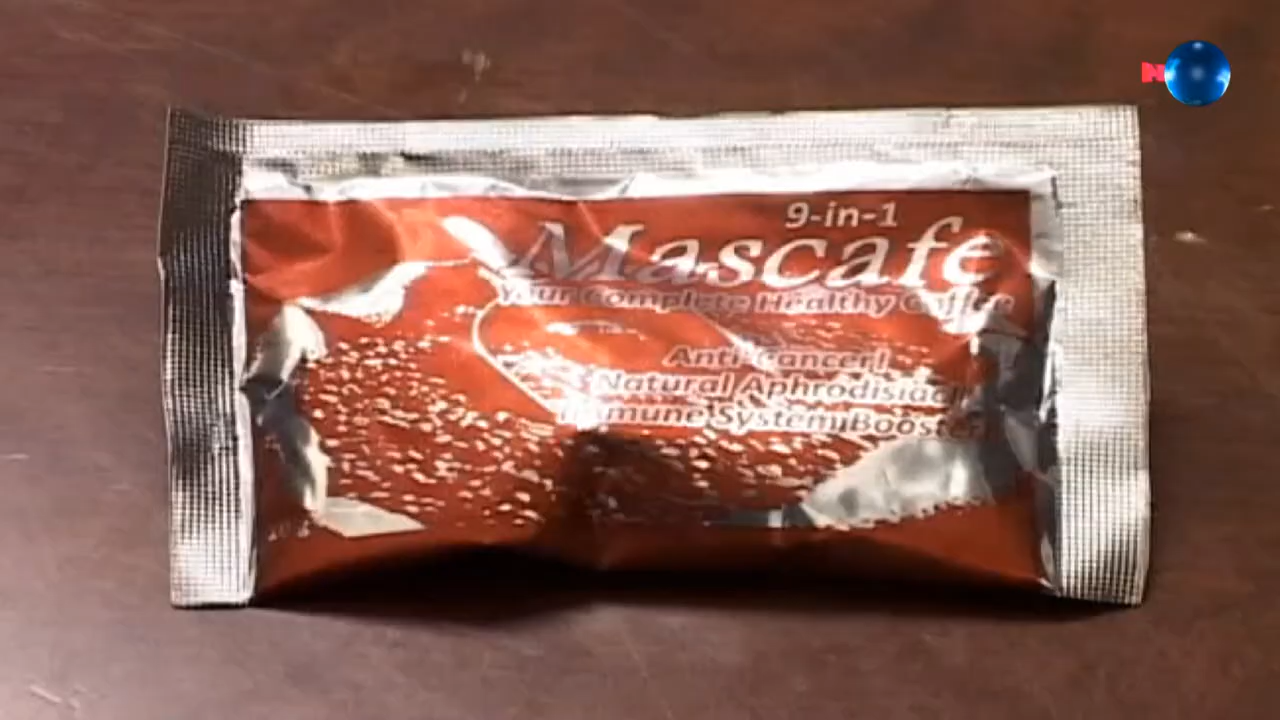 9-in-1
Mascafe
Your Complete Healthy Coffee
Anti-Cancer!
Natural Aphrodisiac!
Immune System Booster!
N